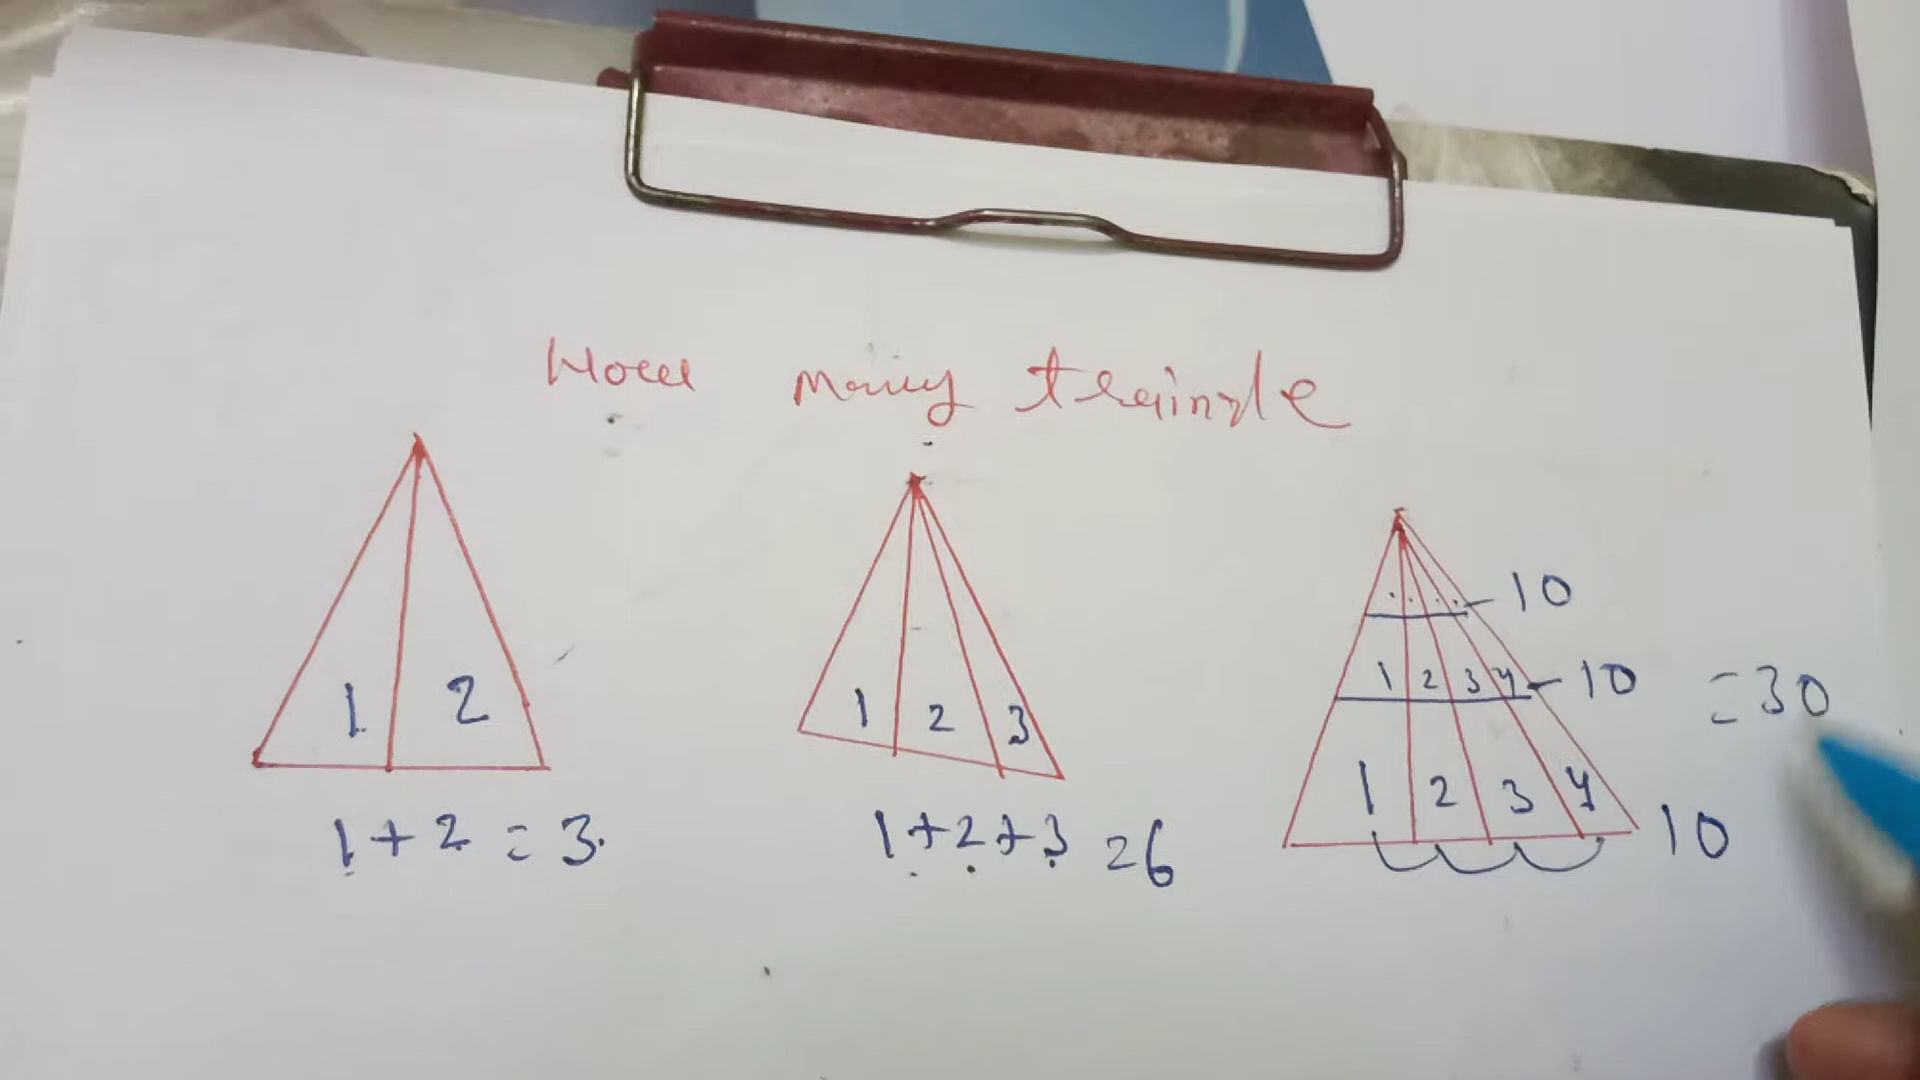 How many traingle
1 2
1 + 2 = 3.
1 2 3
1 + 2 + 3 = 6
10
1 2 3 4 10
= 30
1 2 3 4
10